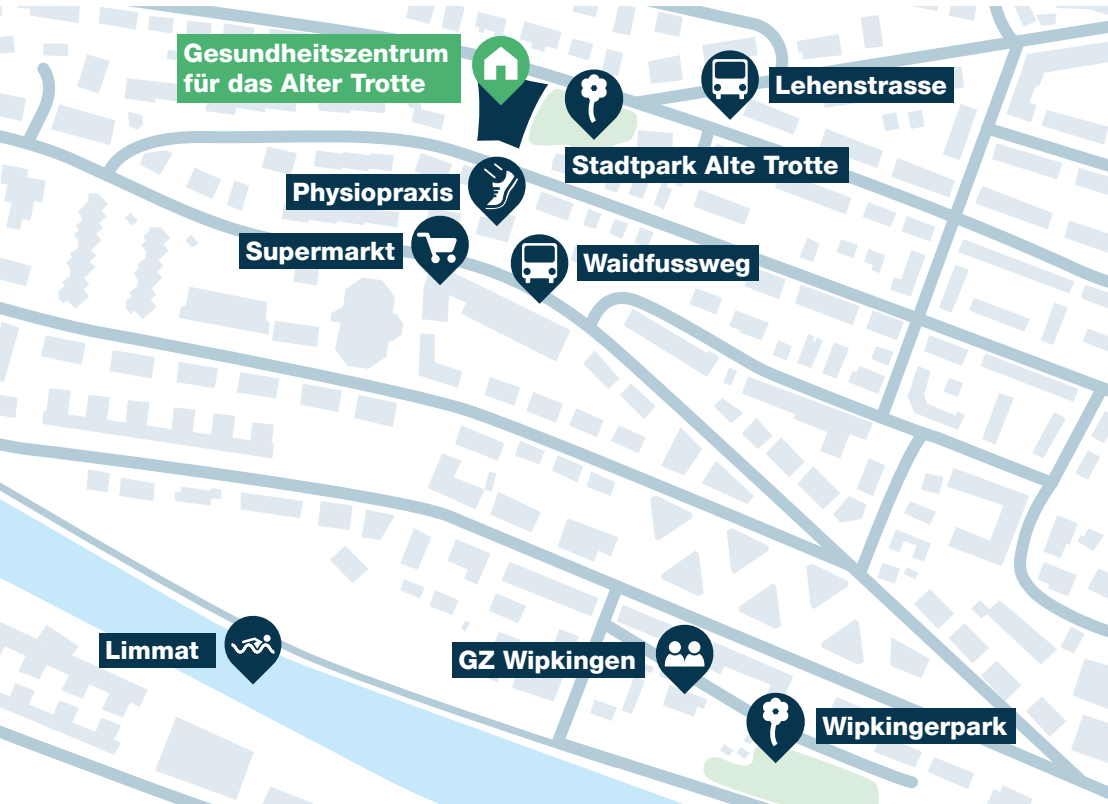 Gesundheitszentrum
für das Alter Trotte
Lehenstrasse
Stadtpark Alte Trotte
Physiopraxis
Supermarkt
Waidfussweg
Limmat
GZ Wipkingen
Wipkingerpark